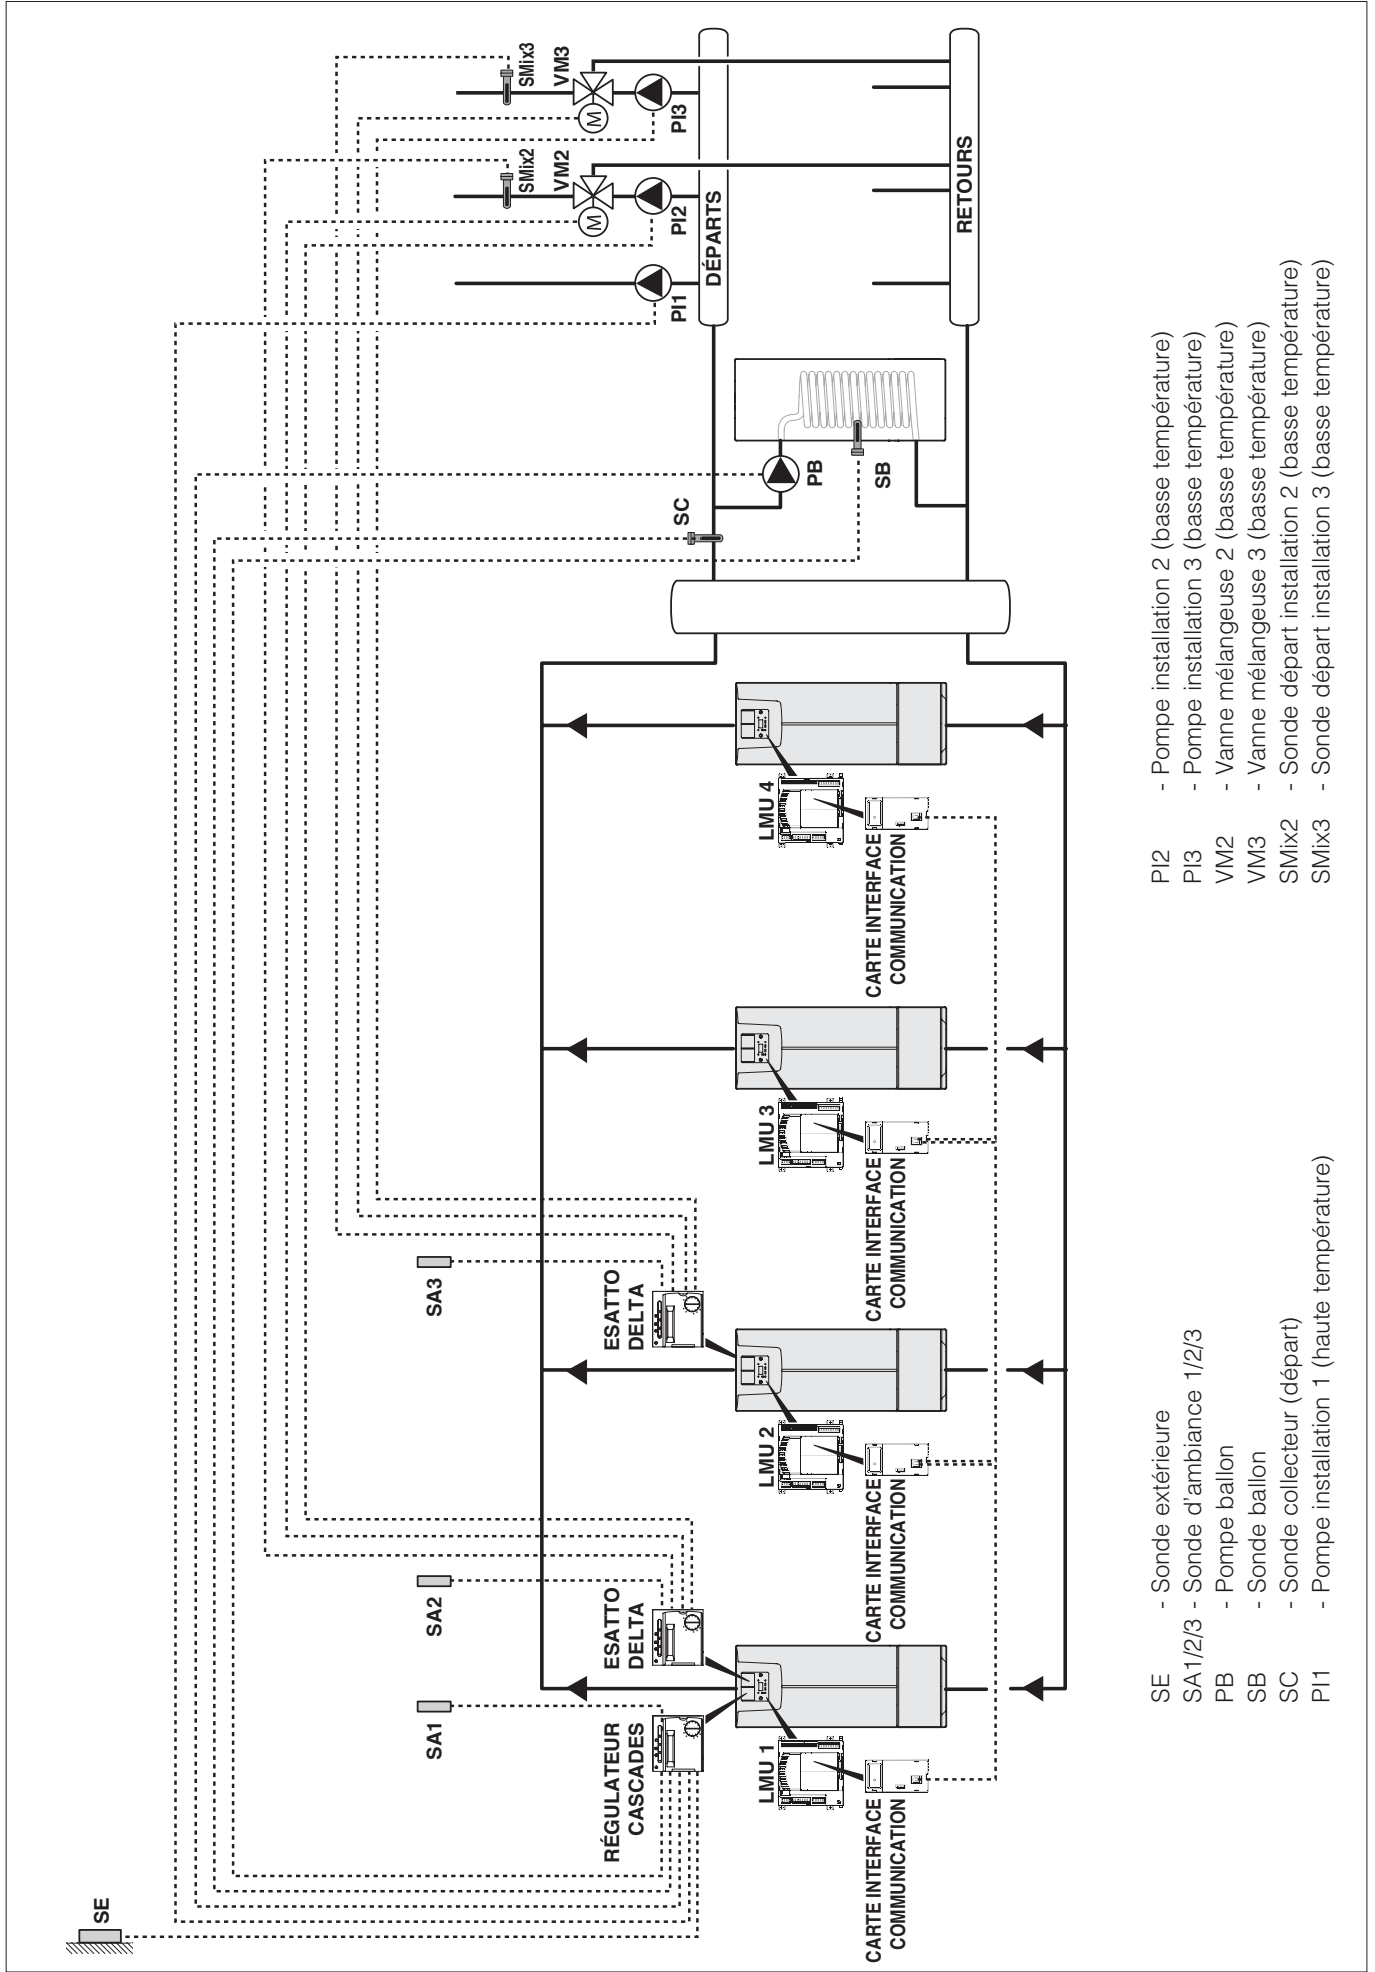 SE
SA1
SA2
SA3
RÉGULATEUR
CASCADES
ESATTO
DELTA
ESATTO
DELTA
LMU 1
LMU 2
LMU 3
LMU 4
CARTE INTERFACE
COMMUNICATION
CARTE INTERFACE
COMMUNICATION
CARTE INTERFACE
COMMUNICATION
CARTE INTERFACE
COMMUNICATION
SC
PB
SB
PI1
PI2
PI3
M
M
VM2
VM3
SMix2
SMix3
DÉPARTS
RETOURS
SE - Sonde extérieure
SA1/2/3 - Sonde d'ambiance 1/2/3
PB - Pompe ballon
SB - Sonde ballon
SC - Sonde collecteur (départ)
PI1 - Pompe installation 1 (haute température)
PI2 - Pompe installation 2 (basse température)
PI3 - Pompe installation 3 (basse température)
VM2 - Vanne mélangeuse 2 (basse température)
VM3 - Vanne mélangeuse 3 (basse température)
SMix2 - Sonde départ installation 2 (basse température)
SMix3 - Sonde départ installation 3 (basse température)